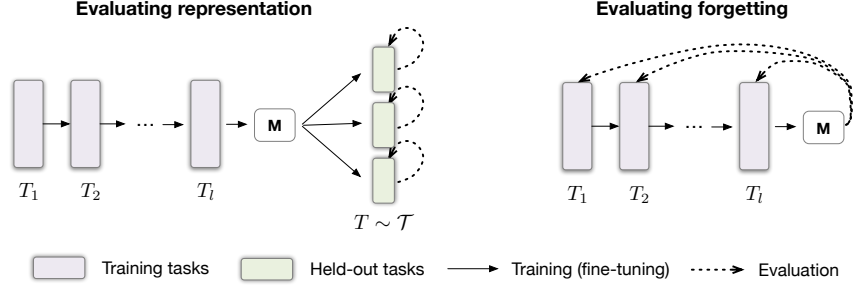 Evaluating representation
Evaluating forgetting
... M
T₁ T₂ Tₗ
T ∼ 𝒯
... M
T₁ T₂ Tₗ
Training tasks Held-out tasks Training (fine-tuning) Evaluation